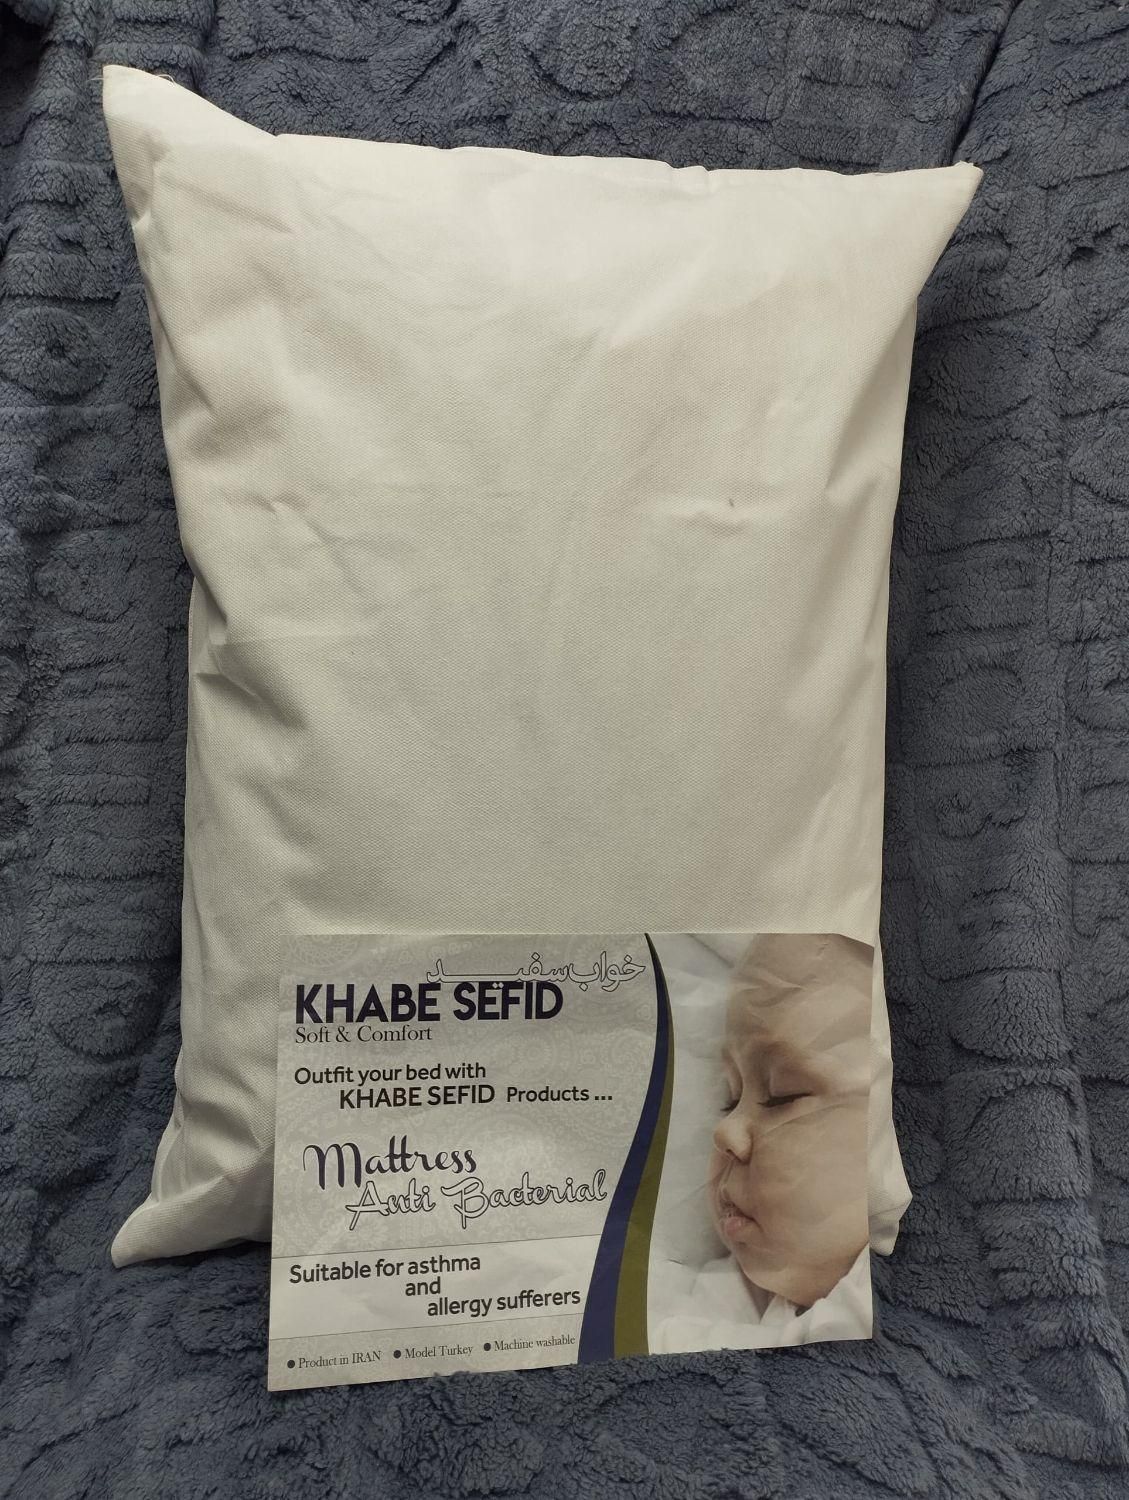 خواب سفید
KHABE SEFID
Soft & Comfort
Outfit your bed with
KHABE SEFID Products ...
Mattress
Anti Bacterial
Suitable for asthma
and
allergy sufferers
● Product in IRAN ● Model Turkey ● Machine washable